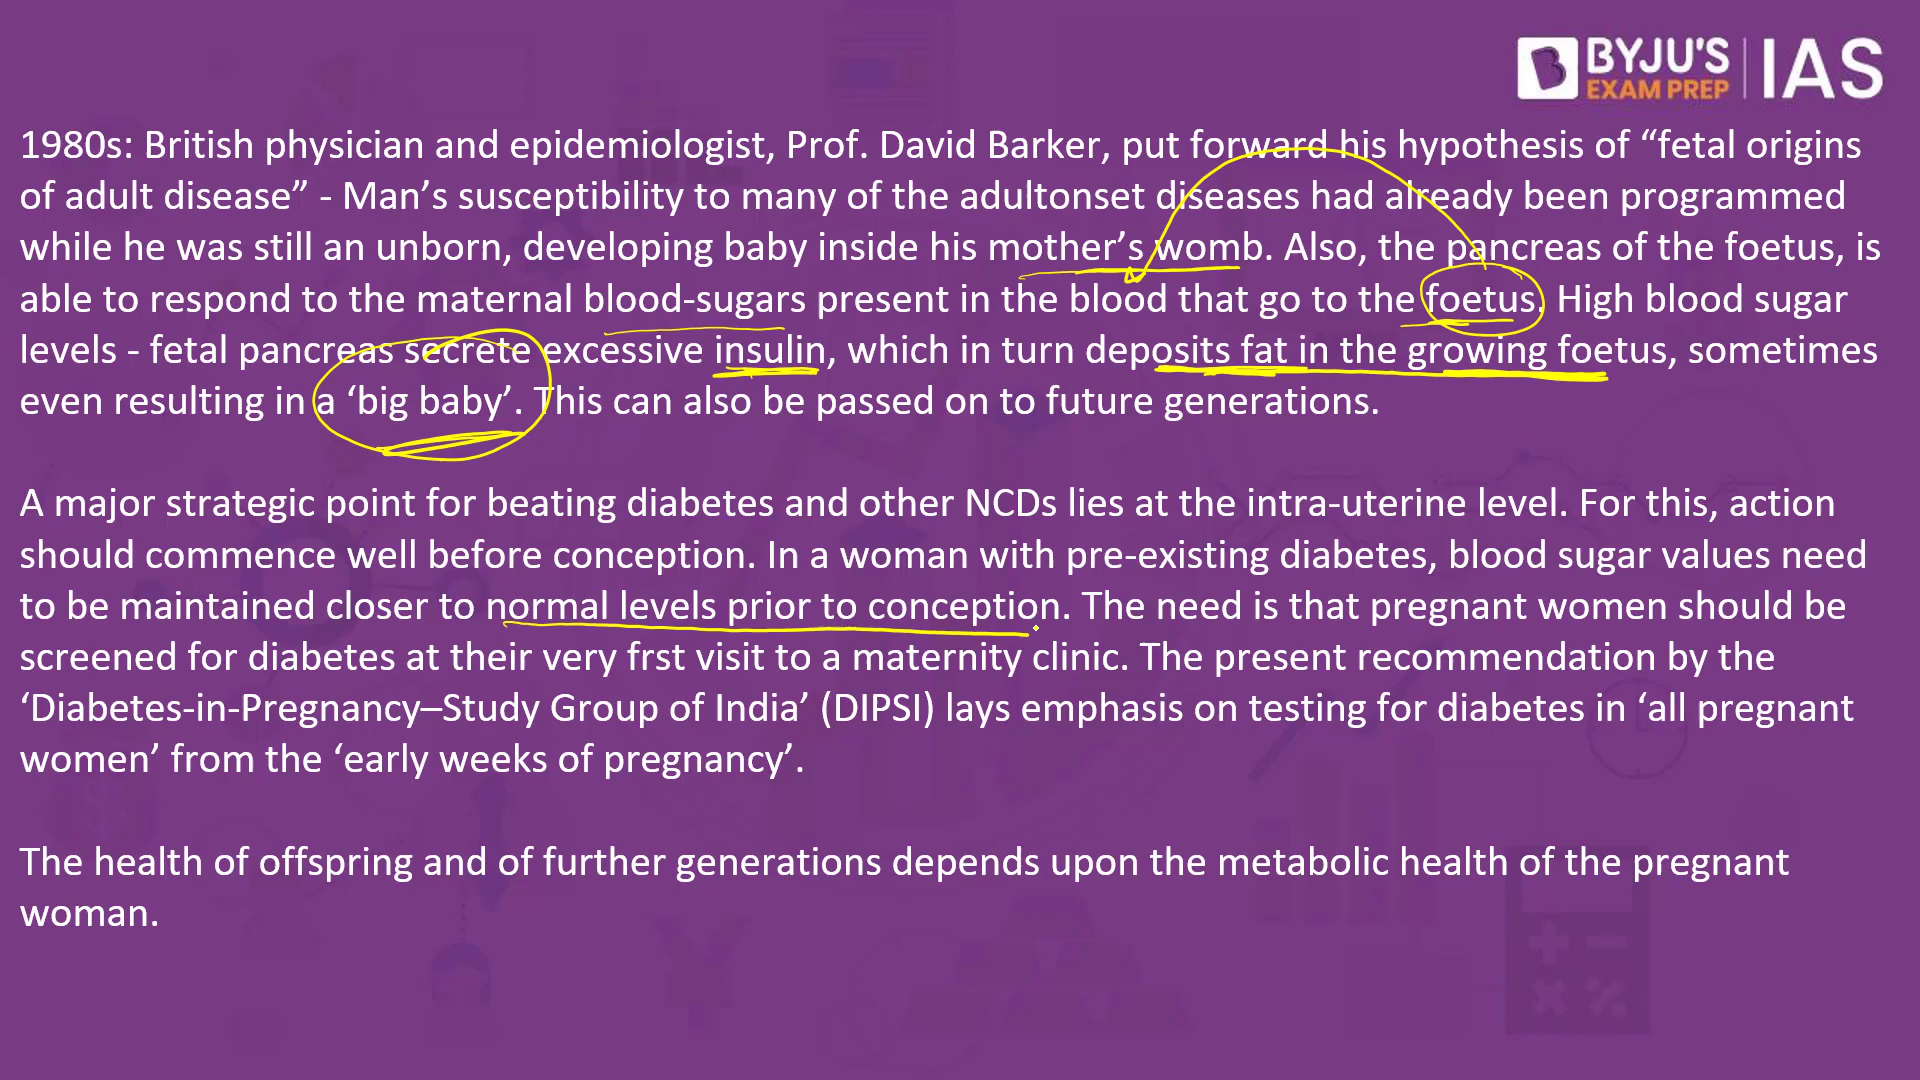 BYJU'S
EXAM PREP
IAS
1980s: British physician and epidemiologist, Prof. David Barker, put forward his hypothesis of “fetal origins
of adult disease” - Man’s susceptibility to many of the adultonset diseases had already been programmed
while he was still an unborn, developing baby inside his mother’s womb. Also, the pancreas of the foetus, is
able to respond to the maternal blood-sugars present in the blood that go to the foetus. High blood sugar
levels - fetal pancreas secrete excessive insulin, which in turn deposits fat in the growing foetus, sometimes
even resulting in a ‘big baby’. This can also be passed on to future generations.
A major strategic point for beating diabetes and other NCDs lies at the intra-uterine level. For this, action
should commence well before conception. In a woman with pre-existing diabetes, blood sugar values need
to be maintained closer to normal levels prior to conception. The need is that pregnant women should be
screened for diabetes at their very frst visit to a maternity clinic. The present recommendation by the
‘Diabetes-in-Pregnancy–Study Group of India’ (DIPSI) lays emphasis on testing for diabetes in ‘all pregnant
women’ from the ‘early weeks of pregnancy’.
The health of offspring and of further generations depends upon the metabolic health of the pregnant
woman.